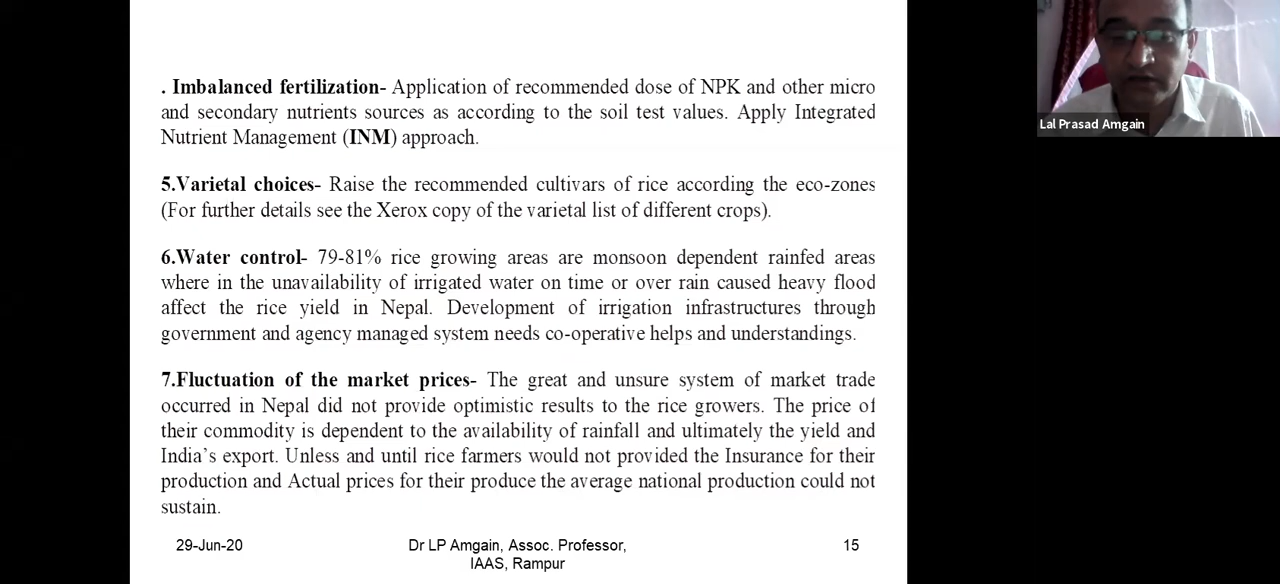 . Imbalanced fertilization- Application of recommended dose of NPK and other micro
and secondary nutrients sources as according to the soil test values. Apply Integrated
Nutrient Management (INM) approach.
5.Varietal choices- Raise the recommended cultivars of rice according the eco-zones
(For further details see the Xerox copy of the varietal list of different crops).
6.Water control- 79-81% rice growing areas are monsoon dependent rainfed areas
where in the unavailability of irrigated water on time or over rain caused heavy flood
affect the rice yield in Nepal. Development of irrigation infrastructures through
government and agency managed system needs co-operative helps and understandings.
7.Fluctuation of the market prices- The great and unsure system of market trade
occurred in Nepal did not provide optimistic results to the rice growers. The price of
their commodity is dependent to the availability of rainfall and ultimately the yield and
India's export. Unless and until rice farmers would not provided the Insurance for their
production and Actual prices for their produce the average national production could not
sustain.
29-Jun-20
Dr LP Amgain, Assoc. Professor,
IAAS, Rampur
15
Lal Prasad Amgain